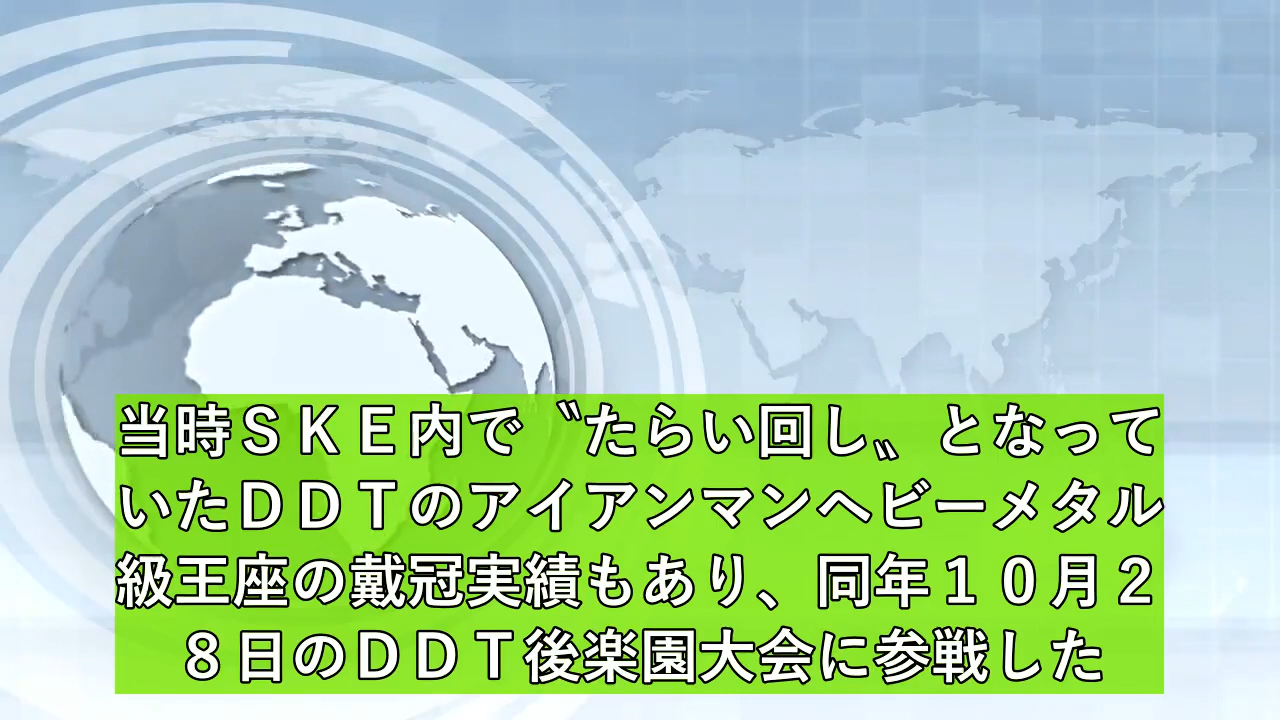 当時ＳＫＥ内で〝たらい回し〟となって
いたＤＤＴのアイアンマンヘビーメタル
級王座の戴冠実績もあり、同年１０月２
８日のＤＤＴ後楽園大会に参戦した